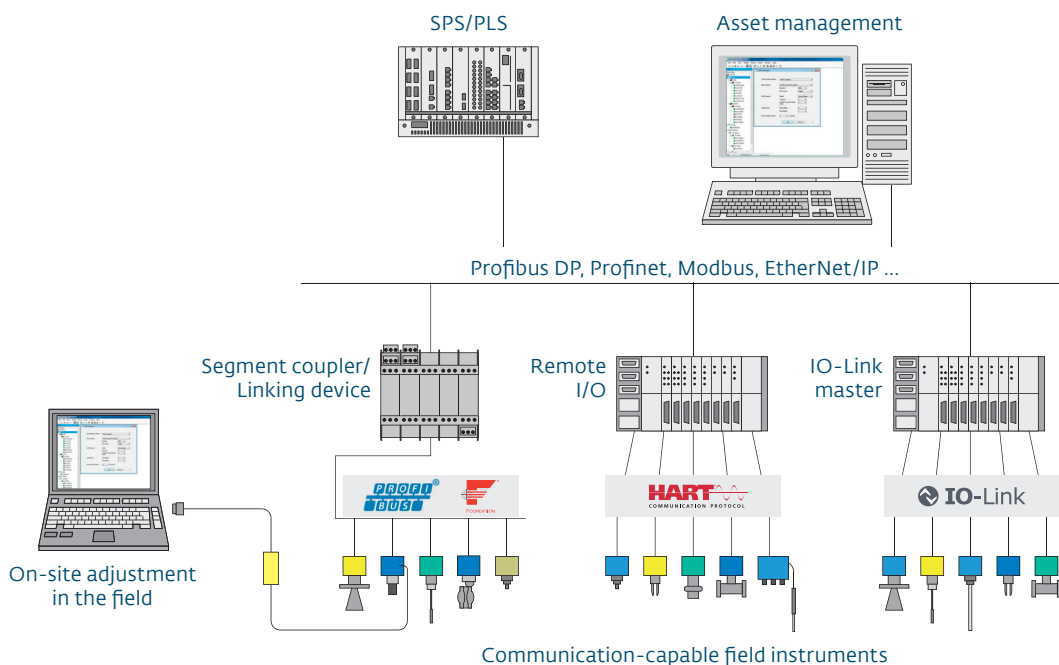 SPS/PLS
Asset management
Profibus DP, Profinet, Modbus, EtherNet/IP ...
Segment coupler/
Linking device
Remote
I/O
IO-Link
master
PROFI
BUS®
FOUNDATION
HART
COMMUNICATION PROTOCOL
IO-Link
On-site adjustment
in the field
Communication-capable field instruments